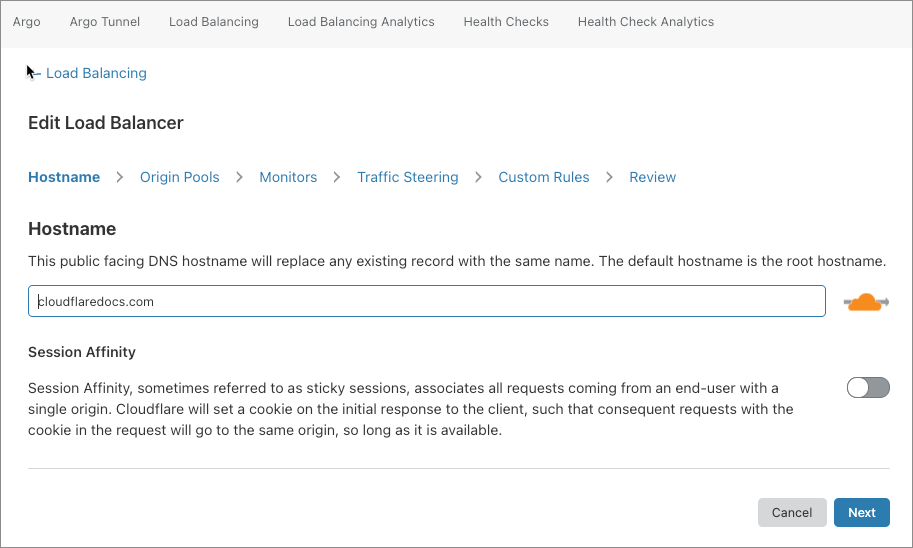 Argo Argo Tunnel Load Balancing Load Balancing Analytics Health Checks Health Check Analytics
Load Balancing
Edit Load Balancer
Hostname Origin Pools Monitors Traffic Steering Custom Rules Review
Hostname
This public facing DNS hostname will replace any existing record with the same name. The default hostname is the root hostname.
cloudflaredocs.com
Session Affinity
Session Affinity, sometimes referred to as sticky sessions, associates all requests coming from an end-user with a
single origin. Cloudflare will set a cookie on the initial response to the client, such that consequent requests with the
cookie in the request will go to the same origin, so long as it is available.
Cancel Next